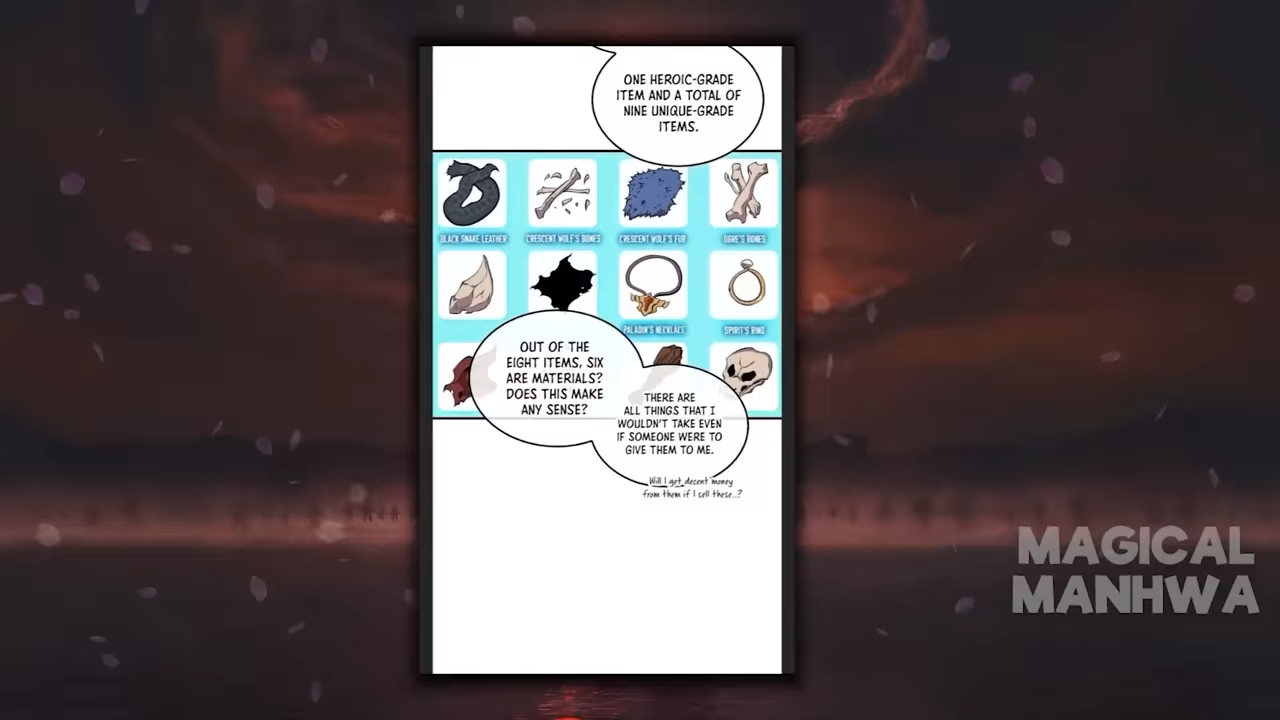 ONE HEROIC-GRADE
ITEM AND A TOTAL OF
NINE UNIQUE-GRADE
ITEMS.
BLACK SNAKE LEATHER
CRESCENT WOLF'S BONES
CRESCENT WOLF'S FUR
OGRE'S BONES
PALADIN'S NECKLACE
SPIRIT'S RING
OUT OF THE
EIGHT ITEMS, SIX
ARE MATERIALS?
DOES THIS MAKE
ANY SENSE?
THERE ARE
ALL THINGS THAT I
WOULDN'T TAKE EVEN
IF SOMEONE WERE TO
GIVE THEM TO ME.
Will I get decent money
from them if I sell these...?
MAGICAL
MANHWA